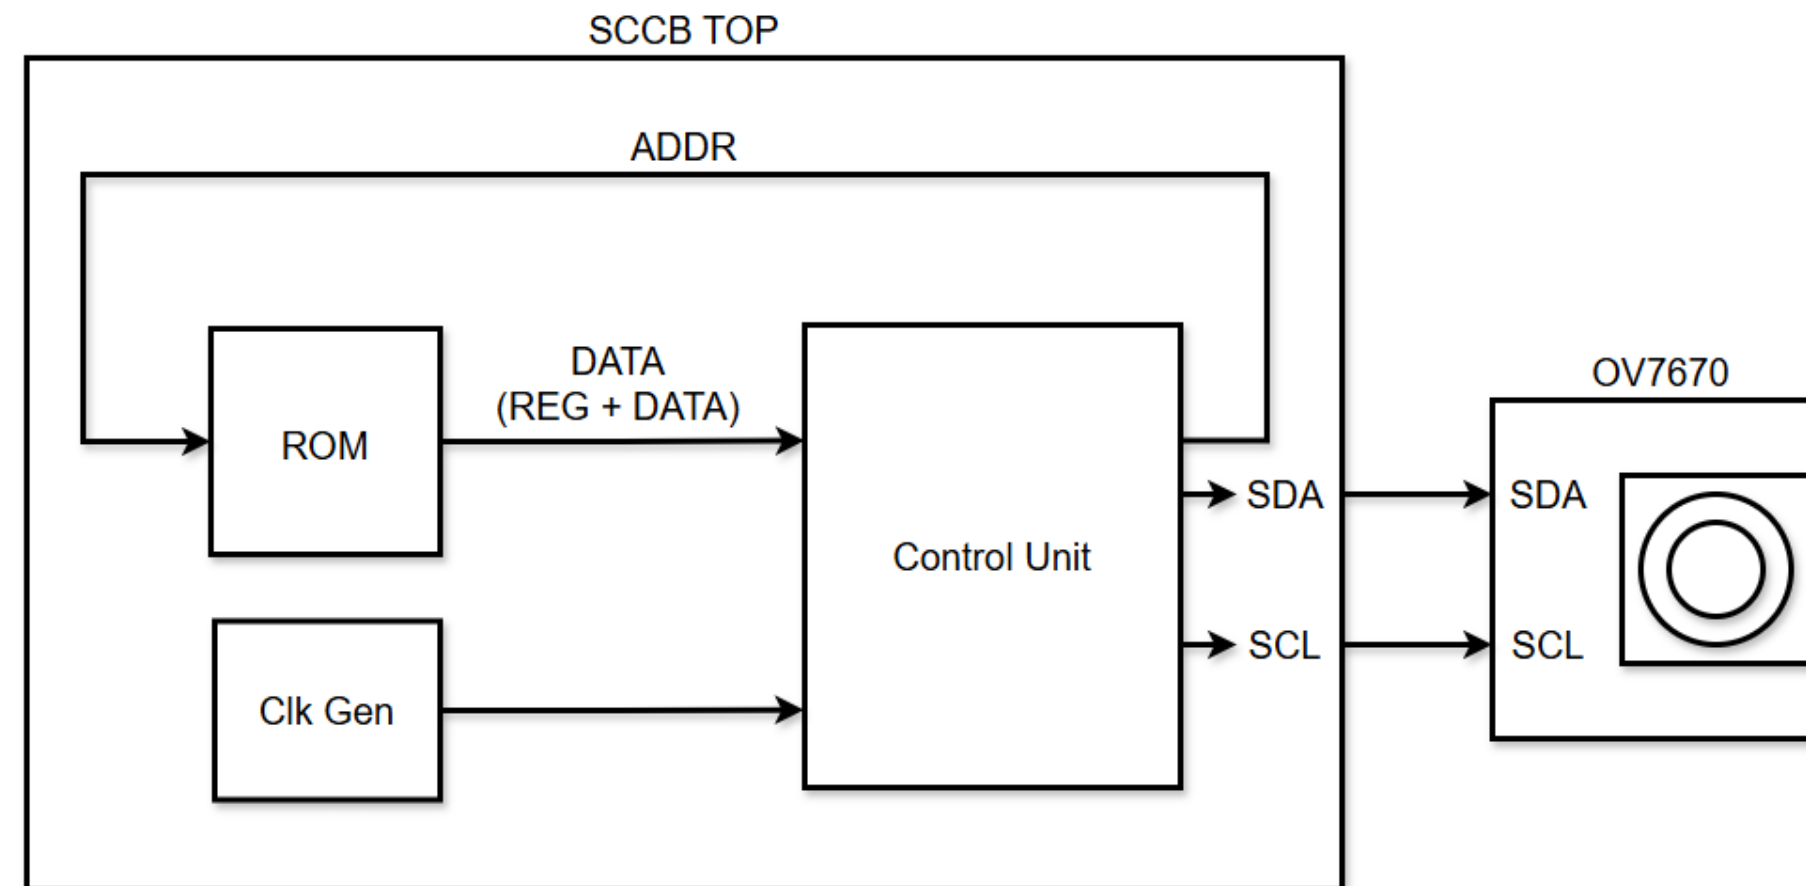 SCCB TOP
ADDR
DATA
(REG + DATA)
ROM
Control Unit
Clk Gen
SDA
SCL
OV7670
SDA
SCL